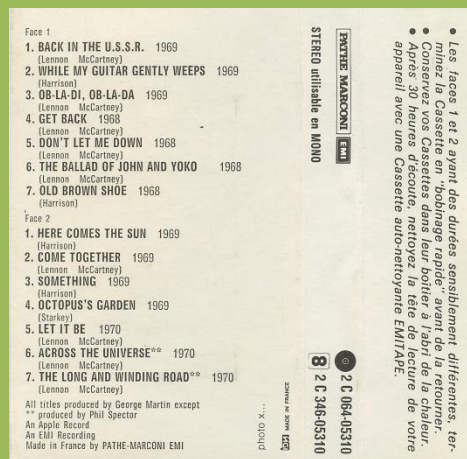 Face 1
1. BACK IN THE U.S.S.R. 1969
(Lennon McCartney)
2. WHILE MY GUITAR GENTLY WEEPS 1969
(Harrison)
3. OB-LA-DI, OB-LA-DA 1969
(Lennon McCartney)
4. GET BACK 1968
(Lennon McCartney)
5. DON'T LET ME DOWN 1968
(Lennon McCartney)
6. THE BALLAD OF JOHN AND YOKO 1968
(Lennon McCartney)
7. OLD BROWN SHOE 1968
(Harrison)
Face 2
1. HERE COMES THE SUN 1969
(Harrison)
2. COME TOGETHER 1969
(Lennon McCartney)
3. SOMETHING 1969
(Harrison)
4. OCTOPUS'S GARDEN 1969
(Starkey)
5. LET IT BE 1970
(Lennon McCartney)
6. ACROSS THE UNIVERSE** 1970
(Lennon McCartney)
7. THE LONG AND WINDING ROAD** 1970
(Lennon McCartney)
All titles produced by George Martin except
** produced by Phil Spector
An Apple Record
An EMI Recording
Made in France by PATHE-MARCONI EMI
photo x...
MADE IN FRANCE
PATHE MARCONI EMI
STEREO utilisable en MONO
2 C 064-05310
8 2 C 346-05310
• Les faces 1 et 2 ayant des durées sensiblement différentes, ter-
minez la Cassette en "bobinage rapide" avant de la retourner.
• Conservez vos Cassettes dans leur boîtier à l'abri de la chaleur.
• Après 30 heures d'écoute, nettoyez la tête de lecture de votre
appareil avec une Cassette auto-nettoyante EMITAPE.